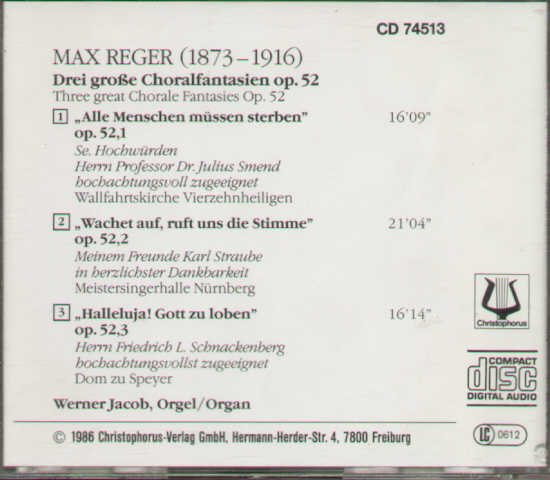 CD 74513
MAX REGER (1873–1916)
Drei große Choralfantasien op. 52
Three great Chorale Fantasies Op. 52
1 „Alle Menschen müssen sterben” 16'09”
op. 52,1
Se. Hochwürden
Herrn Professor Dr. Julius Smend
hochachtungsvoll zugeeignet
Wallfahrtskirche Vierzehnheiligen
2 „Wachet auf, ruft uns die Stimme” 21'04”
op. 52,2
Meinem Freunde Karl Straube
in herzlichster Dankbarkeit
Meistersingerhalle Nürnberg
3 „Halleluja! Gott zu loben” 16'14”
op. 52,3
Herrn Friedrich L. Schnackenberg
hochachtungsvollst zugeeignet
Dom zu Speyer
Christophorus
COMPACT
disc
DIGITAL AUDIO
Werner Jacob, Orgel/Organ
© 1986 Christophorus-Verlag GmbH, Hermann-Herder-Str. 4, 7800 Freiburg
LC 0612